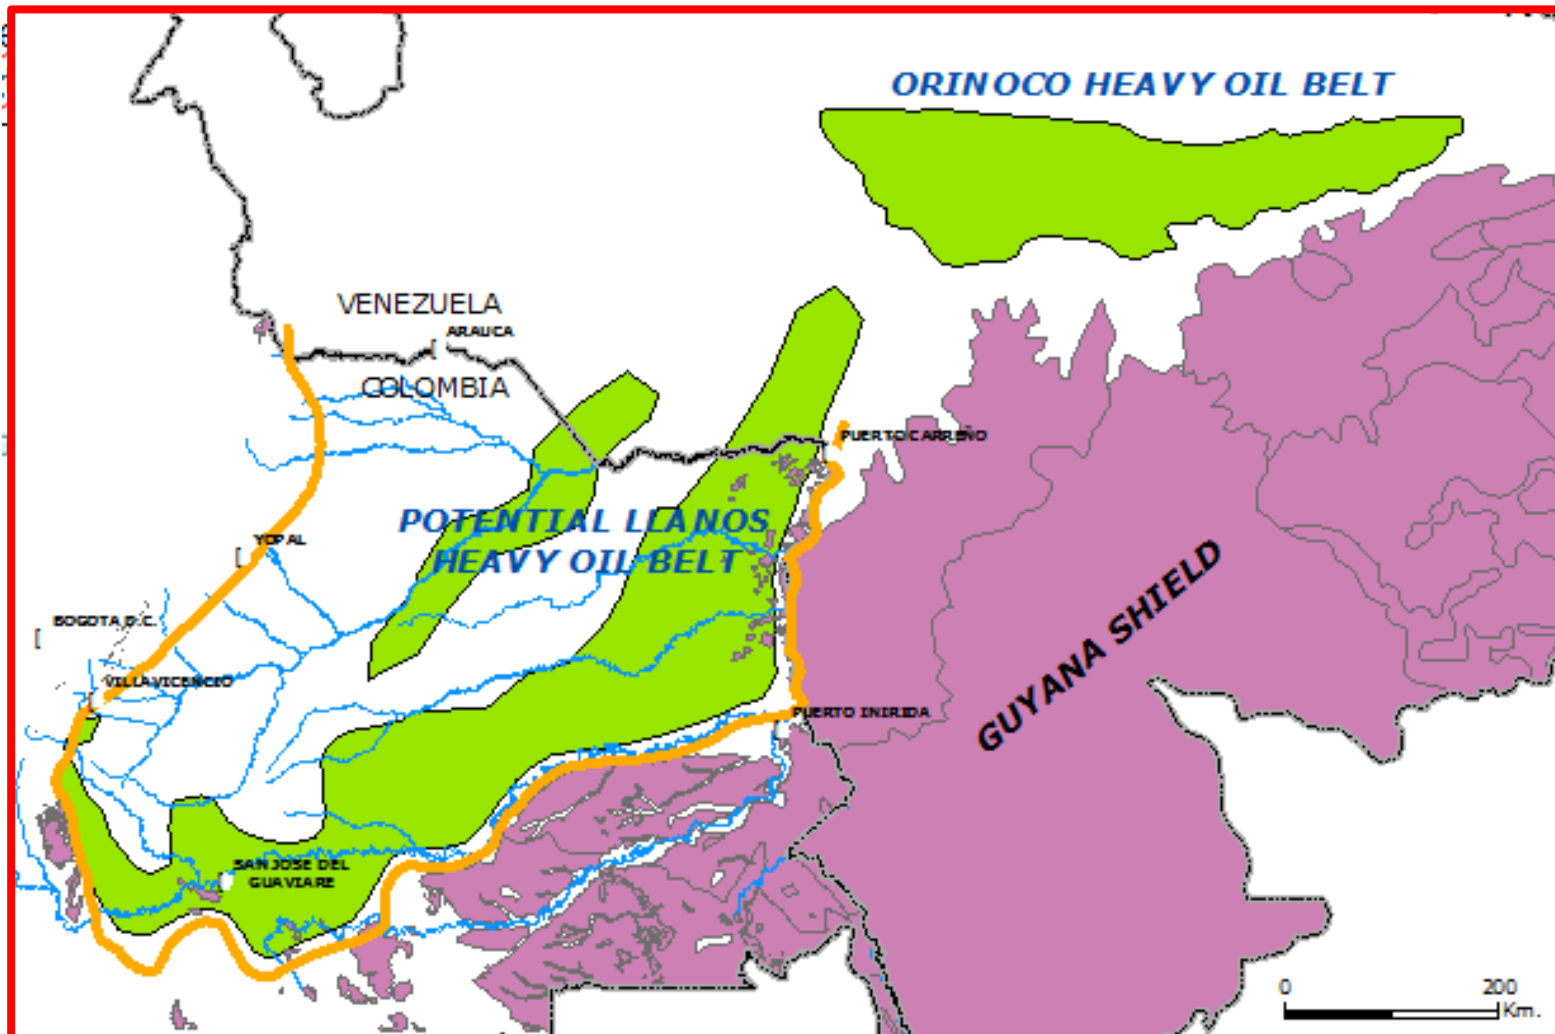 ORINOCO HEAVY OIL BELT
VENEZUELA
ARAUCA
COLOMBIA
PUERTO CARREÑO
POTENTIAL LLANOS
HEAVY OIL BELT
YOPAL
BOGOTA D.C.
VILLAVICENCIO
GUYANA SHIELD
PUERTO INIRIDA
SAN JOSE DEL
GUAVIARE
0 200
Km.